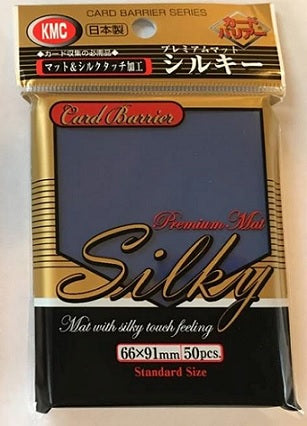 CARD BARRIER SERIES
KMC
日本製
カード
バリアー
◆カード収集の必需品◆
プレミアムマット
マット&シルクタッチ加工
シルキー
Card Barrier
Premium Mat
Silky
Mat with silky touch feeling
66×91mm 50pcs.
Standard Size